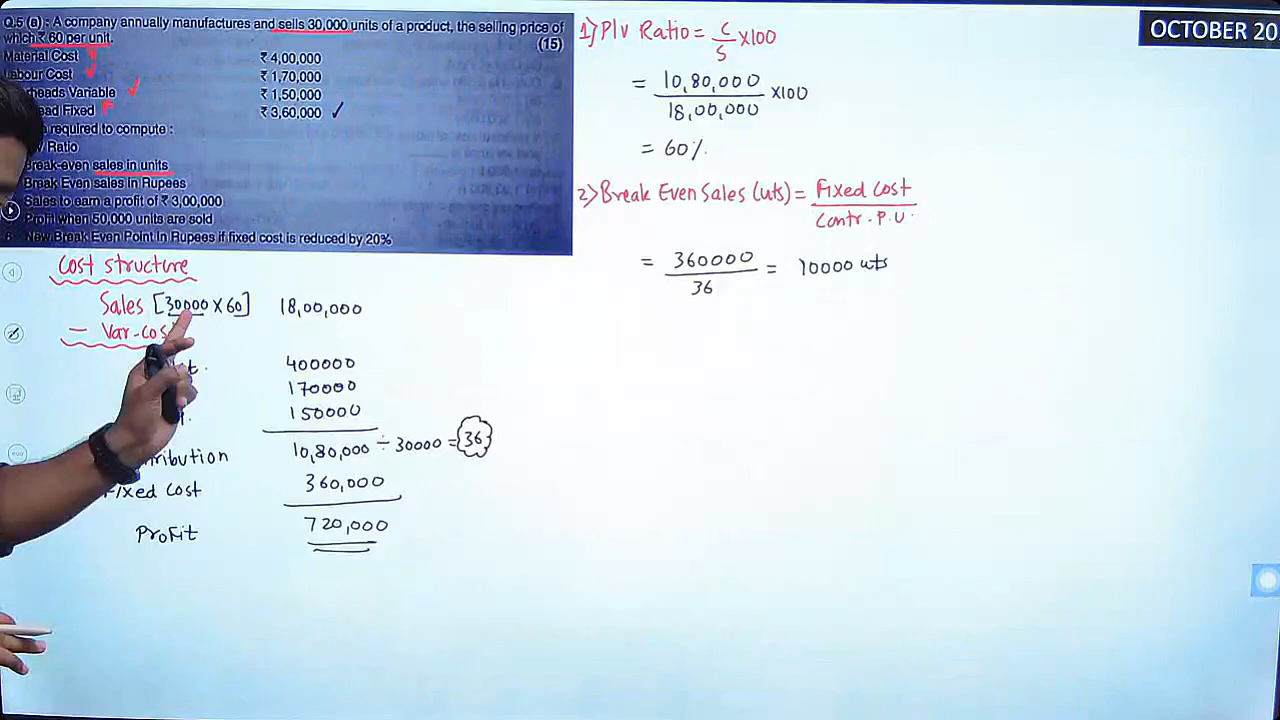 Q.5 (a) : A company annually manufactures and sells 30,000 units of a product, the selling price of
which ₹ 60 per unit. (15)
Material Cost ₹ 4,00,000
Labour Cost ₹ 1,70,000
heads Variable ₹ 1,50,000
ead Fixed F ₹ 3,60,000 ✓
required to compute :
Ratio
Break-even sales in units
Break Even sales in Rupees
Sales to earn a profit of ₹ 3,00,000
Profit when 50,000 units are sold
New Break Even Point in Rupees if fixed cost is reduced by 20%
Cost structure
Sales [30000 x 60] 18,00,000
- Var-cos
t. 400000
170000
150000
ribution 10,80,000 ÷ 30000 = 36
Fixed Cost 360,000
Profit 720,000
1) P/v Ratio = C/S x100
= 10,80,000/18,00,000 x100
= 60%.
2) Break Even Sales (uts) = Fixed Cost/Contr. P.U.
= 360000/36 = 10000 uts
OCTOBER 20